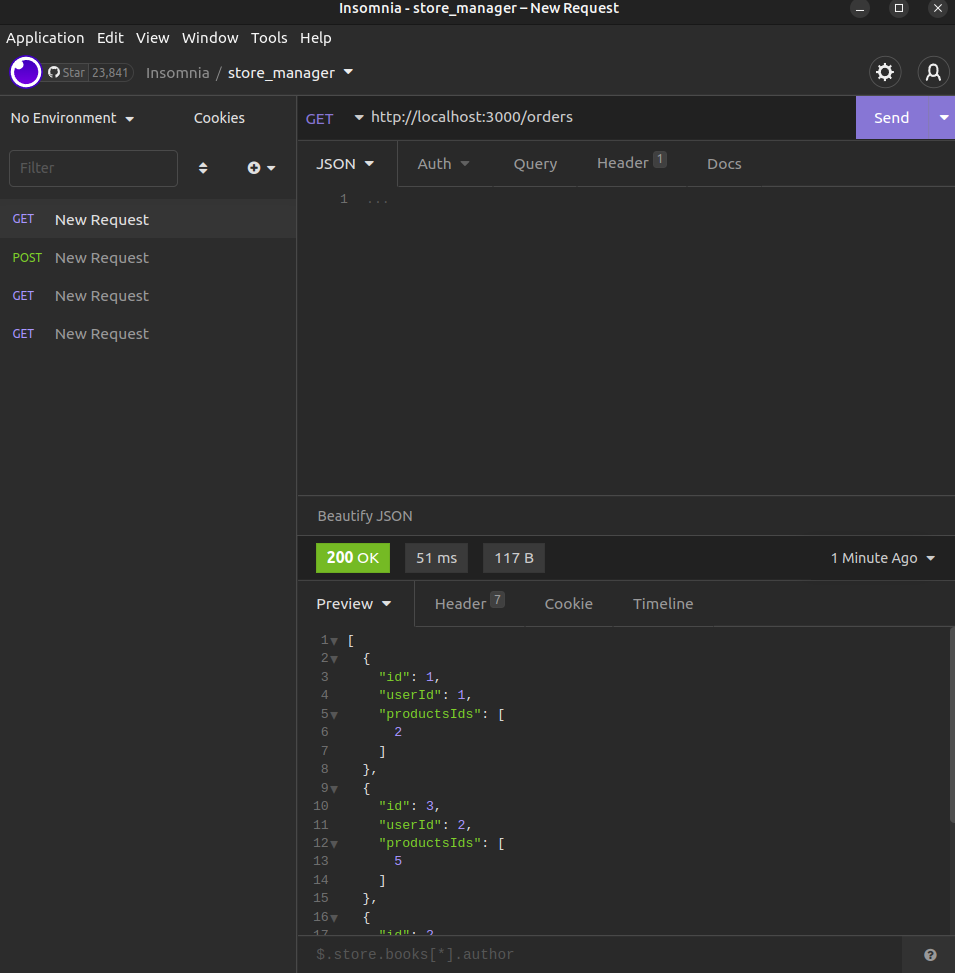 Insomnia - store_manager – New Request
Application Edit View Window Tools Help
Star 23,841 Insomnia / store_manager
No Environment Cookies
GET http://localhost:3000/orders Send
Filter
JSON Auth Query Header 1 Docs
1 ...
GET New Request
POST New Request
GET New Request
GET New Request
Beautify JSON
200 OK 51 ms 117 B 1 Minute Ago
Preview Header 7 Cookie Timeline
1 [
2 {
3 "id": 1,
4 "userId": 1,
5 "productsIds": [
6 2
7 ]
8 },
9 {
10 "id": 3,
11 "userId": 2,
12 "productsIds": [
13 5
14 ]
15 },
16 {
17 "id": 2
$.store.books[*].author